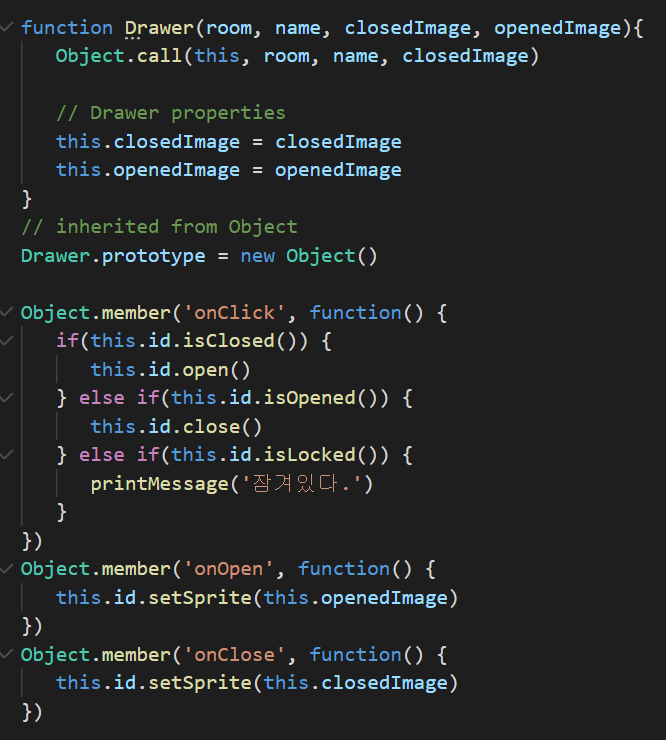 function Drawer(room, name, closedImage, openedImage){
Object.call(this, room, name, closedImage)
// Drawer properties
this.closedImage = closedImage
this.openedImage = openedImage
}
// inherited from Object
Drawer.prototype = new Object()
Object.member('onClick', function() {
if(this.id.isClosed()) {
this.id.open()
} else if(this.id.isOpened()) {
this.id.close()
} else if(this.id.isLocked()) {
printMessage('잠겨있다.')
}
})
Object.member('onOpen', function() {
this.id.setSprite(this.openedImage)
})
Object.member('onClose', function() {
this.id.setSprite(this.closedImage)
})